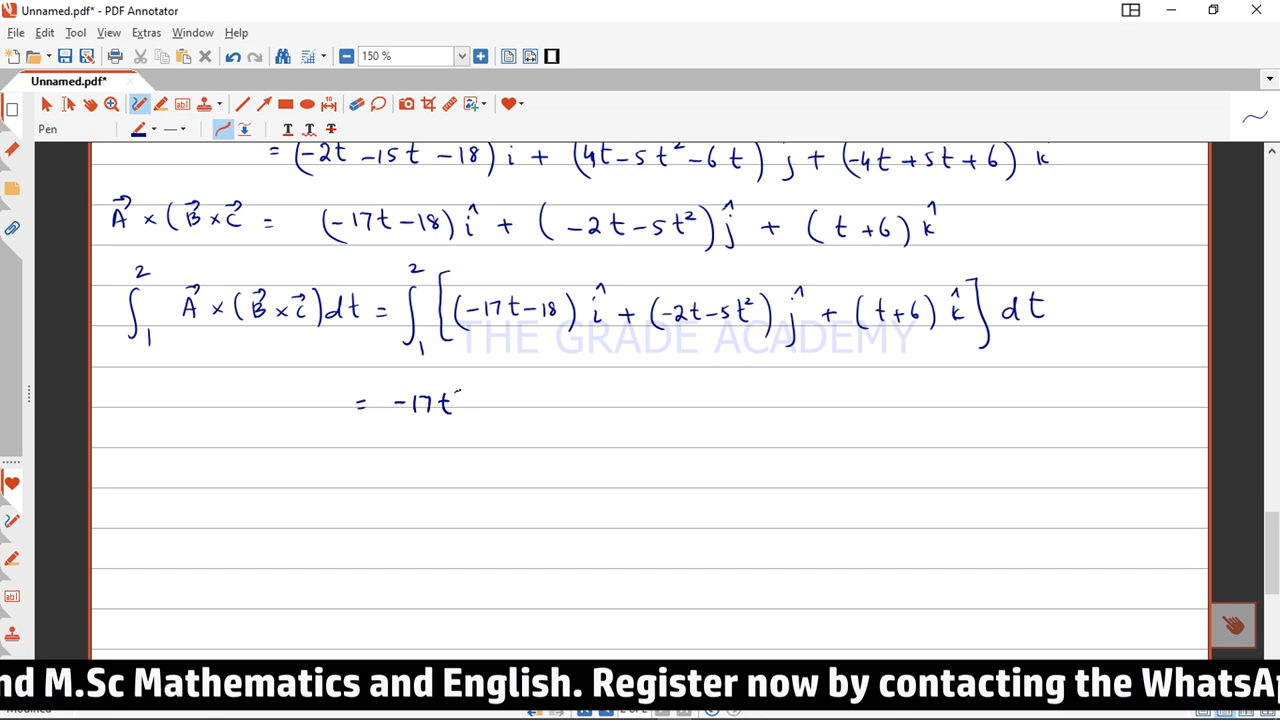 Unnamed.pdf* - PDF Annotator
File Edit Tool View Extras Window Help
150 %
Unnamed.pdf*
Pen
= (-2t -15t -18) i + (4t-5t²-6t) j + (-4t+5t+6) k
A⃗ × (B⃗ × C⃗ = (-17t-18) î + (-2t-5t²) ĵ + (t+6) k̂
∫₁² A⃗ × (B⃗ × C⃗) dt = ∫₁² [(-17t-18) î + (-2t-5t²) ĵ + (t+6) k̂] dt
THE GRADE ACADEMY
= -17t
nd M.Sc Mathematics and English. Register now by contacting the WhatsA